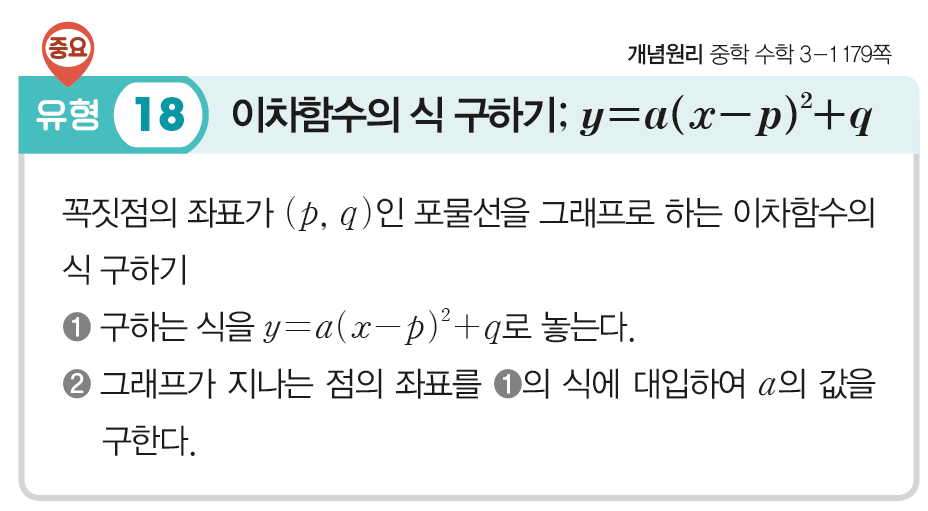 중요
개념원리 중학 수학 3-1 179쪽
유형 18 이차함수의 식 구하기; y=a(x-p)²+q
꼭짓점의 좌표가 (p, q)인 포물선을 그래프로 하는 이차함수의
식 구하기
❶ 구하는 식을 y=a(x-p)²+q로 놓는다.
❷ 그래프가 지나는 점의 좌표를 ❶의 식에 대입하여 a의 값을
구한다.